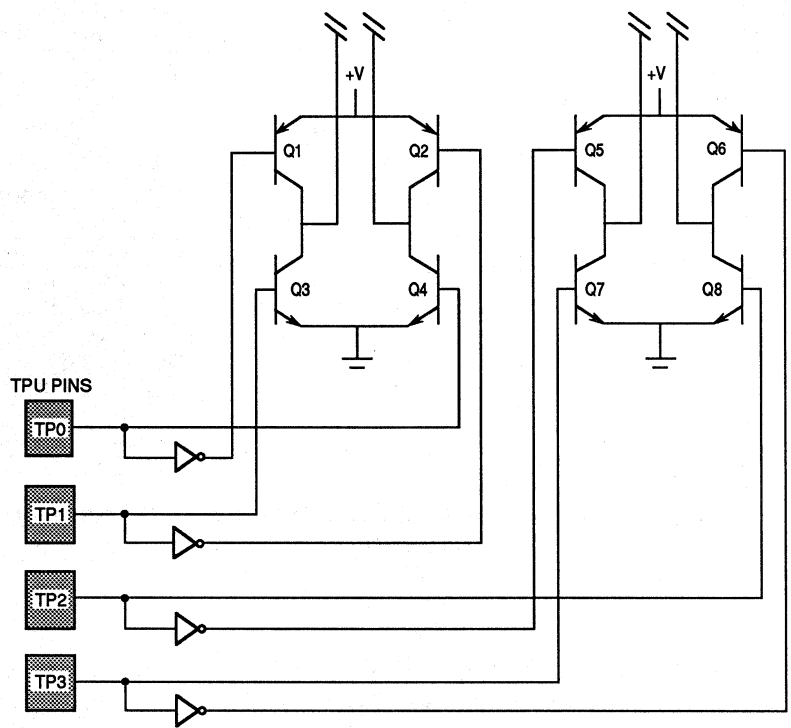 +V +V
Q1 Q2 Q5 Q6
Q3 Q4 Q7 Q8
TPU PINS
TP0
TP1
TP2
TP3